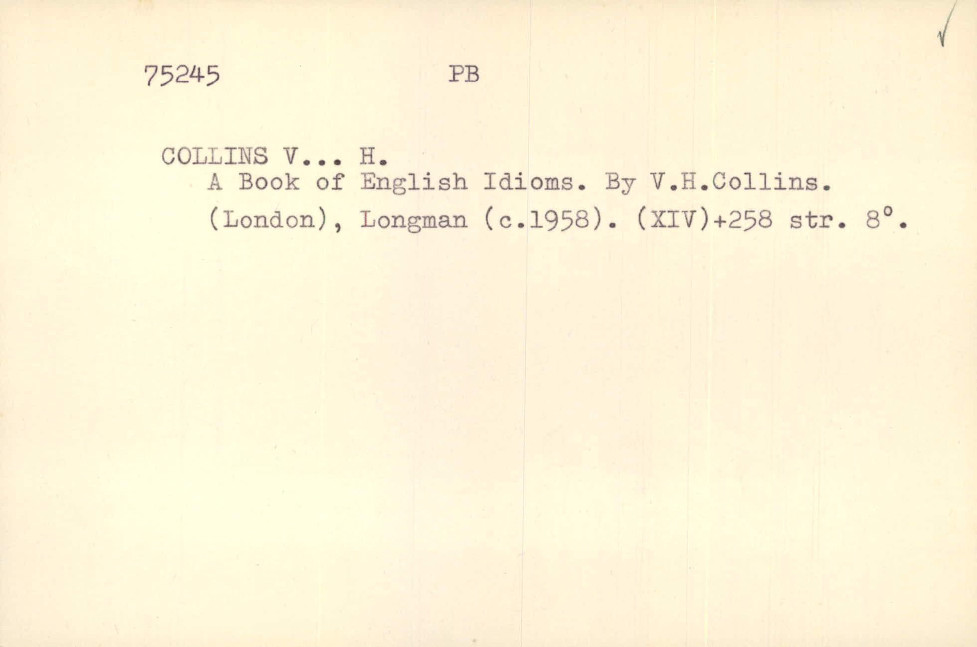 75245 PB
COLLINS V... H.
A Book of English Idioms. By V.H.Collins.
(London), Longman (c.1958). (XIV)+258 str. 8°.